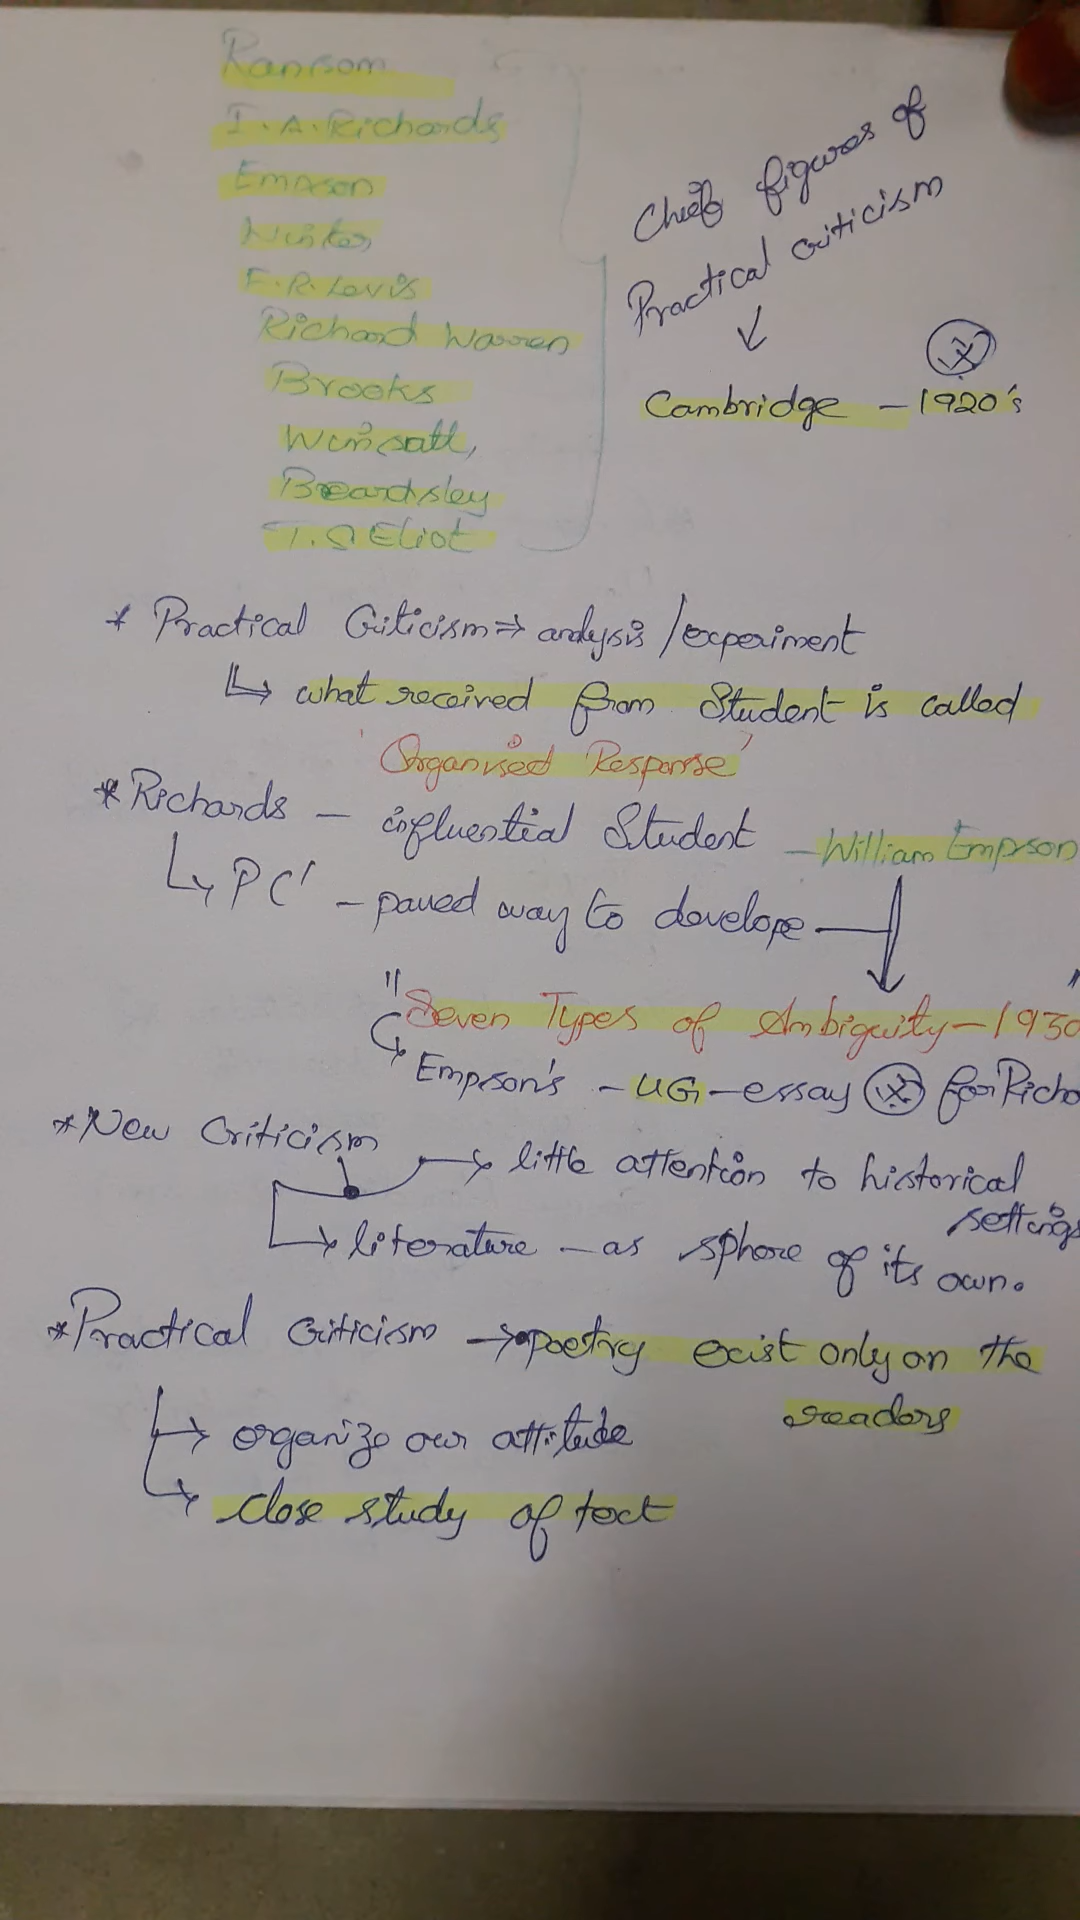 Ransom
I.A. Richards
Empson
Winter
F.R. Levis
Richard Warren
Brooks
Wimsatt,
Beardsley
T.S Eliot
Chief figures of
Practical criticism
↓
Cambridge – 1920's
* Practical Criticism ⇒ analysis / experiment
↳ what received from Student is called
'Organised Response'
* Richards – influential Student – William Empson
↳ PC' – paved way to develope
"Seven Types of Ambiguity – 1930"
↳ Empson's – UG – essay for Richa
* New Criticism → little attention to historical
settings
↳ literature – as sphere of its own.
* Practical criticism → poetry exist only on the
readers
→ organize our attitude
→ Close study of text